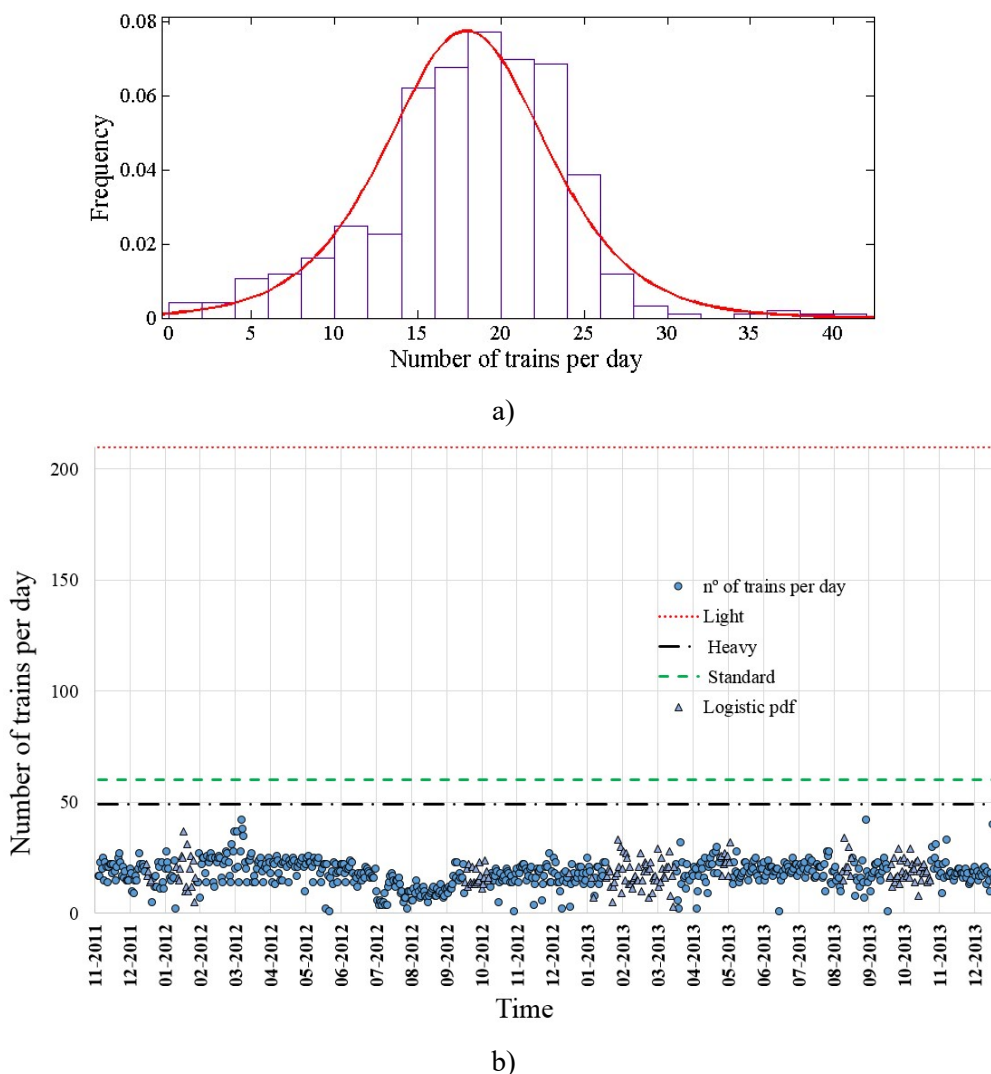 0.08
0.06
0.04
0.02
0
Frequency
0 5 10 15 20 25 30 35 40
Number of trains per day
a)
200
150
100
50
0
Number of trains per day
nº of trains per day
Light
Heavy
Standard
Logistic pdf
11-2011 12-2011 01-2012 02-2012 03-2012 04-2012 05-2012 06-2012 07-2012 08-2012 09-2012 10-2012 11-2012 12-2012 01-2013 02-2013 03-2013 04-2013 05-2013 06-2013 07-2013 08-2013 09-2013 10-2013 11-2013 12-2013
Time
b)